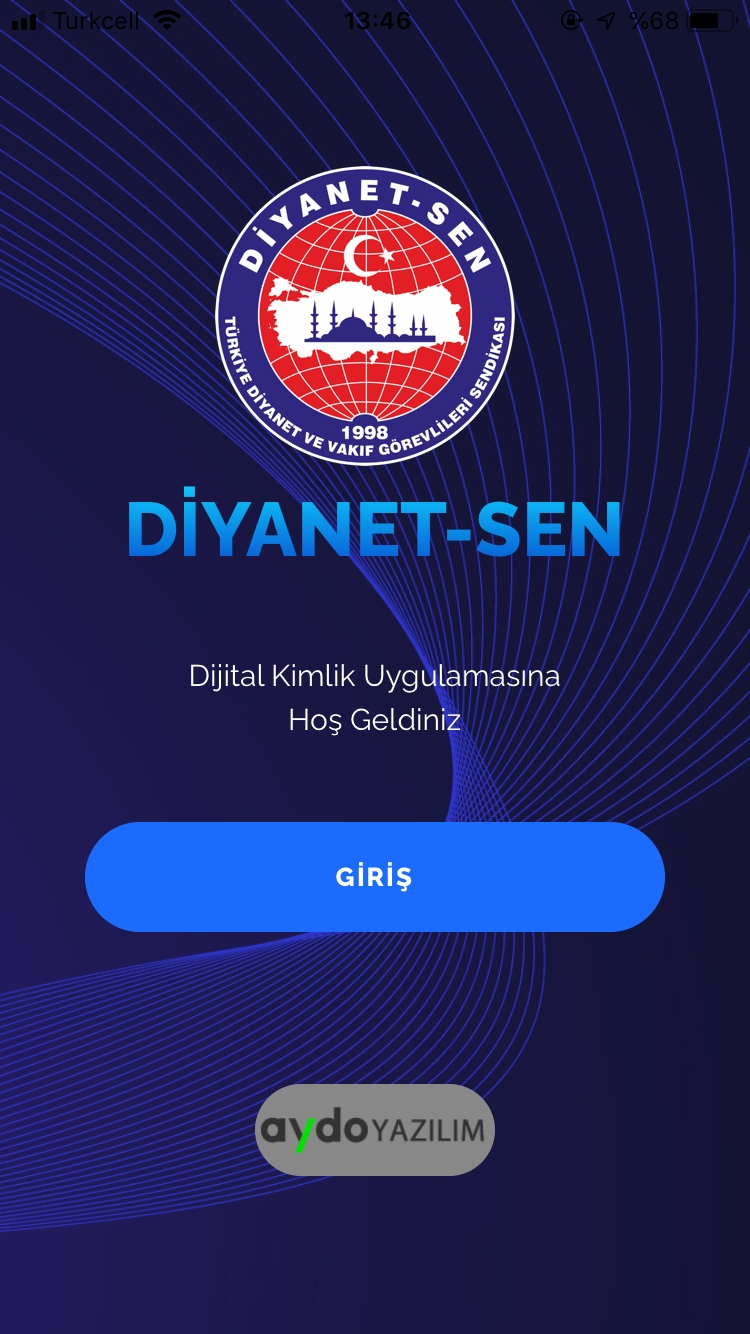 Turkcell 13:46 %68
DİYANET-SEN
TÜRKİYE DİYANET VE VAKIF GÖREVLİLERİ SENDİKASI
1998
DİYANET-SEN
Dijital Kimlik Uygulamasına
Hoş Geldiniz
GİRİŞ
aydo YAZILIM